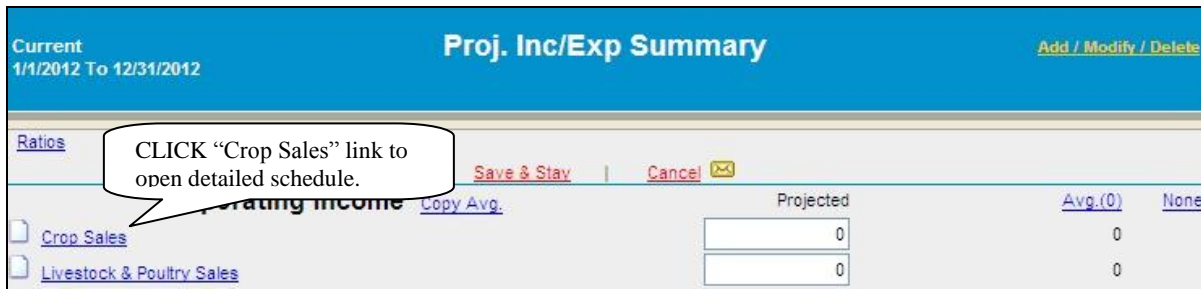 Current
Proj. Inc/Exp Summary
Add / Modify / Delete
1/1/2012 To 12/31/2012
Ratios
CLICK “Crop Sales” link to
open detailed schedule.
Save & Stay | Cancel
Income Copy Avg. Projected Avg.(0) None
Crop Sales 0 0
Livestock & Poultry Sales 0 0